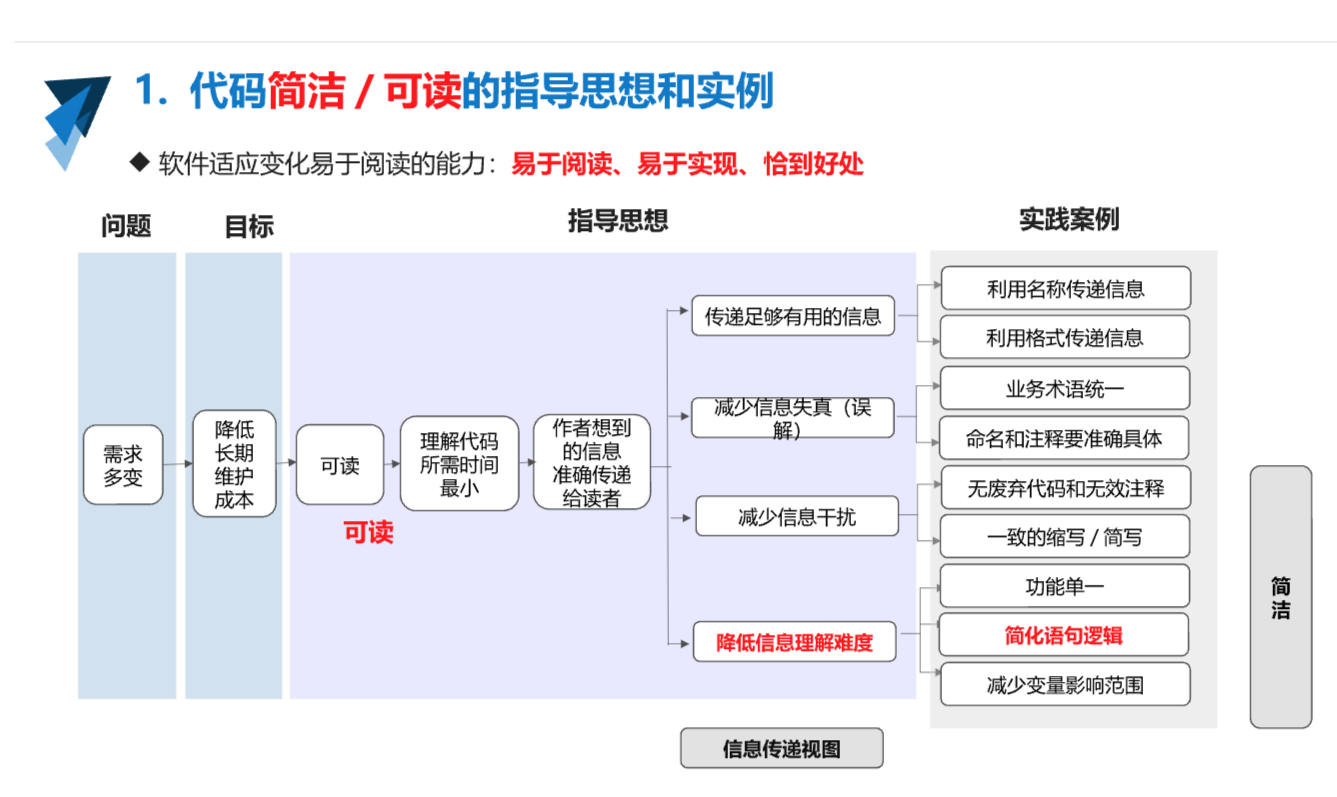 1. 代码简洁 / 可读的指导思想和实例
◆ 软件适应变化易于阅读的能力：易于阅读、易于实现、恰到好处
问题
目标
指导思想
实践案例
需求
多变
降低
长期
维护
成本
可读
可读
理解代码
所需时间
最小
作者想到
的信息
准确传递
给读者
传递足够有用的信息
减少信息失真（误
解）
减少信息干扰
降低信息理解难度
利用名称传递信息
利用格式传递信息
业务术语统一
命名和注释要准确具体
无废弃代码和无效注释
一致的缩写 / 简写
功能单一
简化语句逻辑
减少变量影响范围
简
洁
信息传递视图